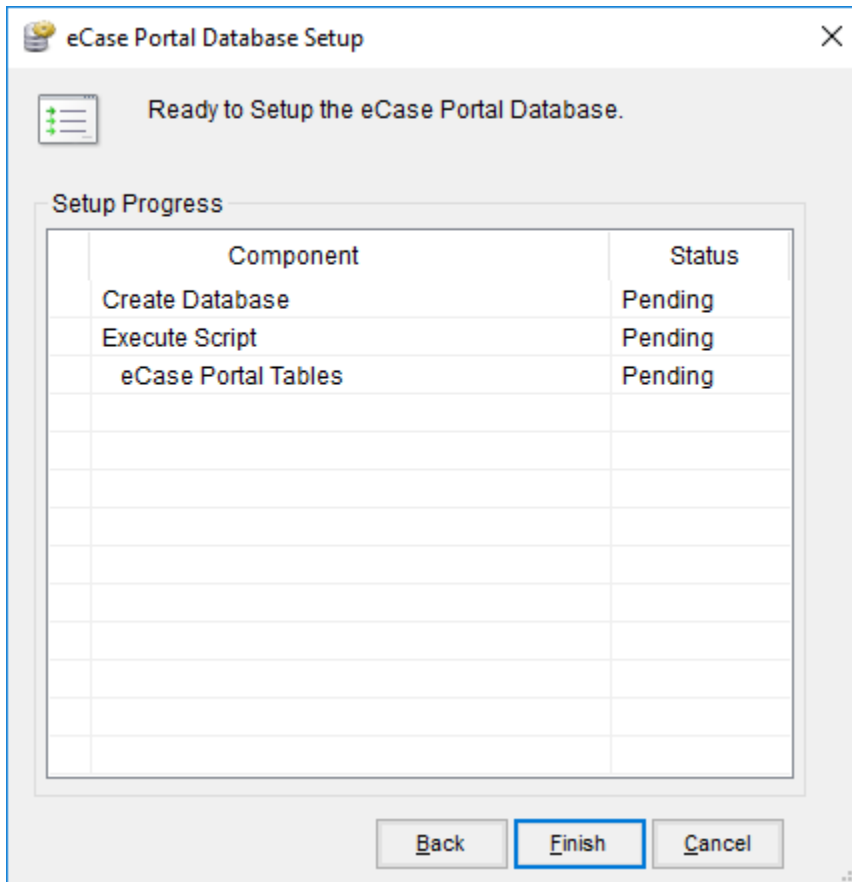 eCase Portal Database Setup
Ready to Setup the eCase Portal Database.
Setup Progress
Component Status
Create Database Pending
Execute Script Pending
eCase Portal Tables Pending
Back Finish Cancel